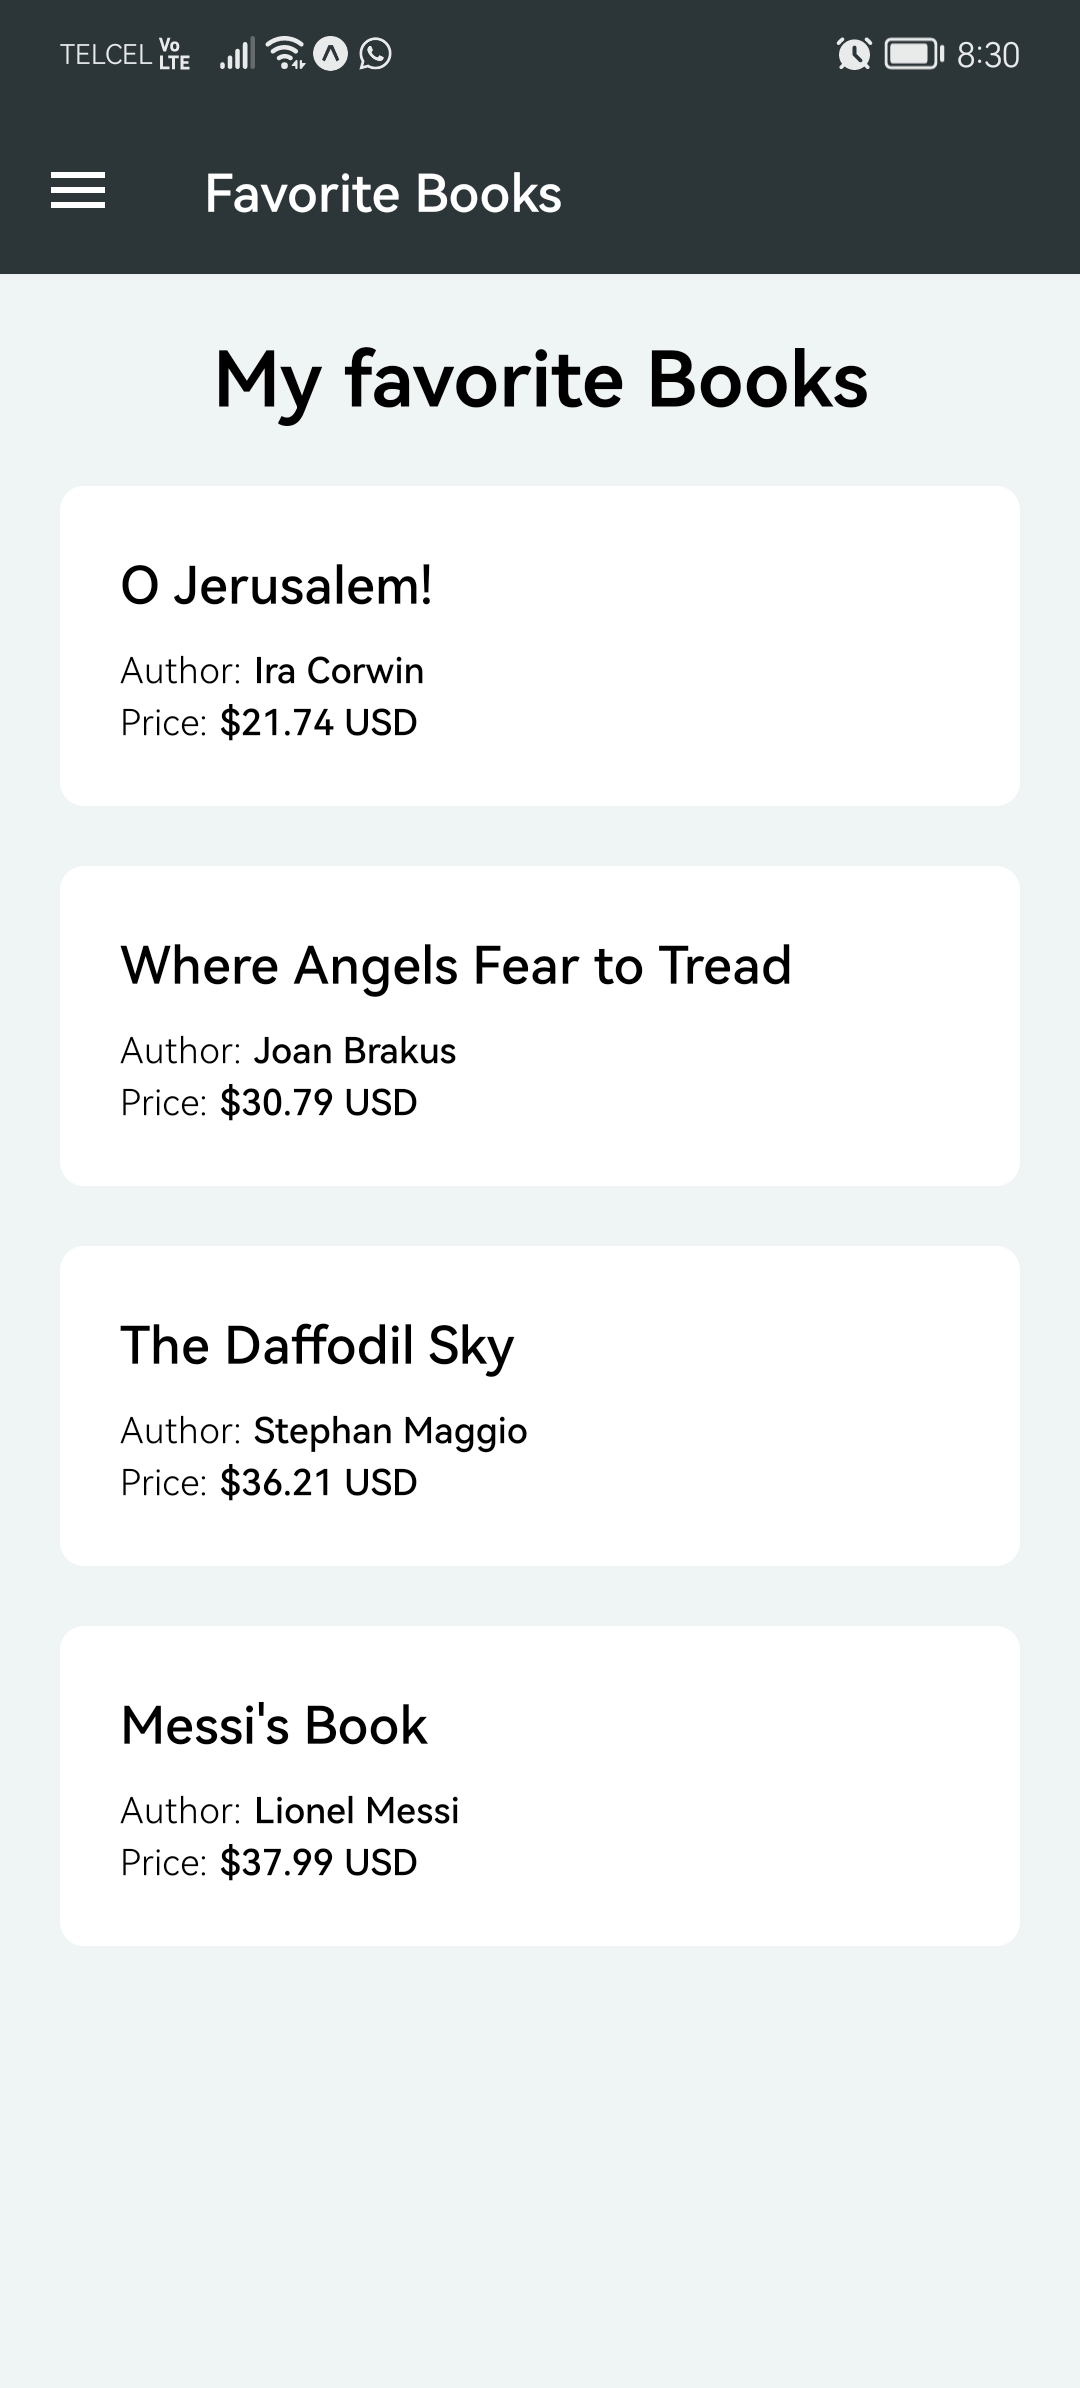 TELCEL VoLTE 8:30
Favorite Books
My favorite Books
O Jerusalem!
Author: Ira Corwin
Price: $21.74 USD
Where Angels Fear to Tread
Author: Joan Brakus
Price: $30.79 USD
The Daffodil Sky
Author: Stephan Maggio
Price: $36.21 USD
Messi's Book
Author: Lionel Messi
Price: $37.99 USD